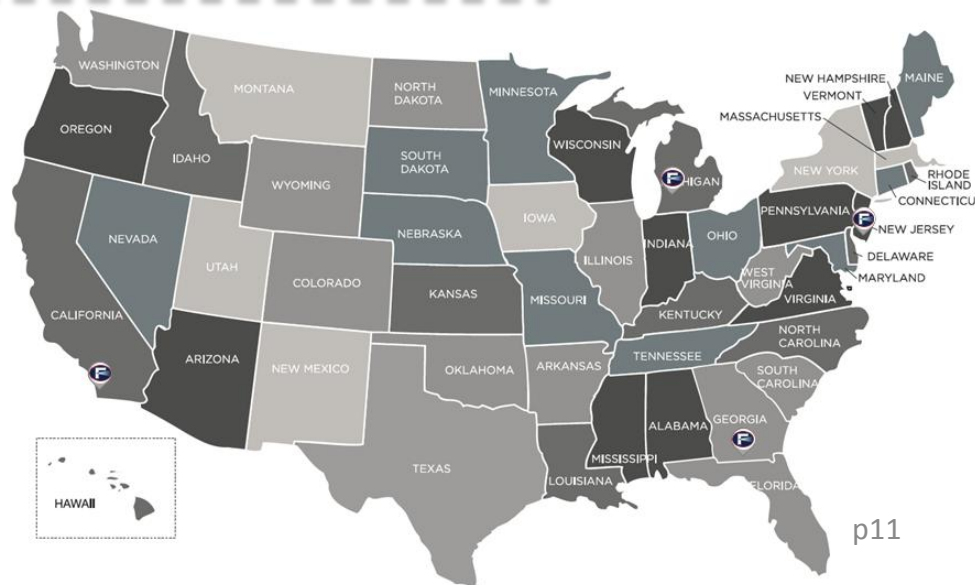 WASHINGTON
MONTANA
NORTH
DAKOTA
MINNESOTA
NEW HAMPSHIRE
VERMONT
MASSACHUSETTS
MAINE
OREGON
IDAHO
WYOMING
SOUTH
DAKOTA
WISCONSIN
HIGAN
NEW YORK
RHODE
ISLAND
CONNECTICU
NEVADA
UTAH
COLORADO
NEBRASKA
IOWA
ILLINOIS
INDIANA
OHIO
PENNSYLVANIA
NEW JERSEY
DELAWARE
MARYLAND
CALIFORNIA
ARIZONA
NEW MEXICO
KANSAS
MISSOURI
KENTUCKY
WEST
VIRGINIA
VIRGINIA
NORTH
CAROLINA
TENNESSEE
OKLAHOMA
ARKANSAS
SOUTH
CAROLINA
TEXAS
LOUISIANA
MISSISSIPPI
ALABAMA
GEORGIA
FLORIDA
HAWAII
F
F
F
F
p11